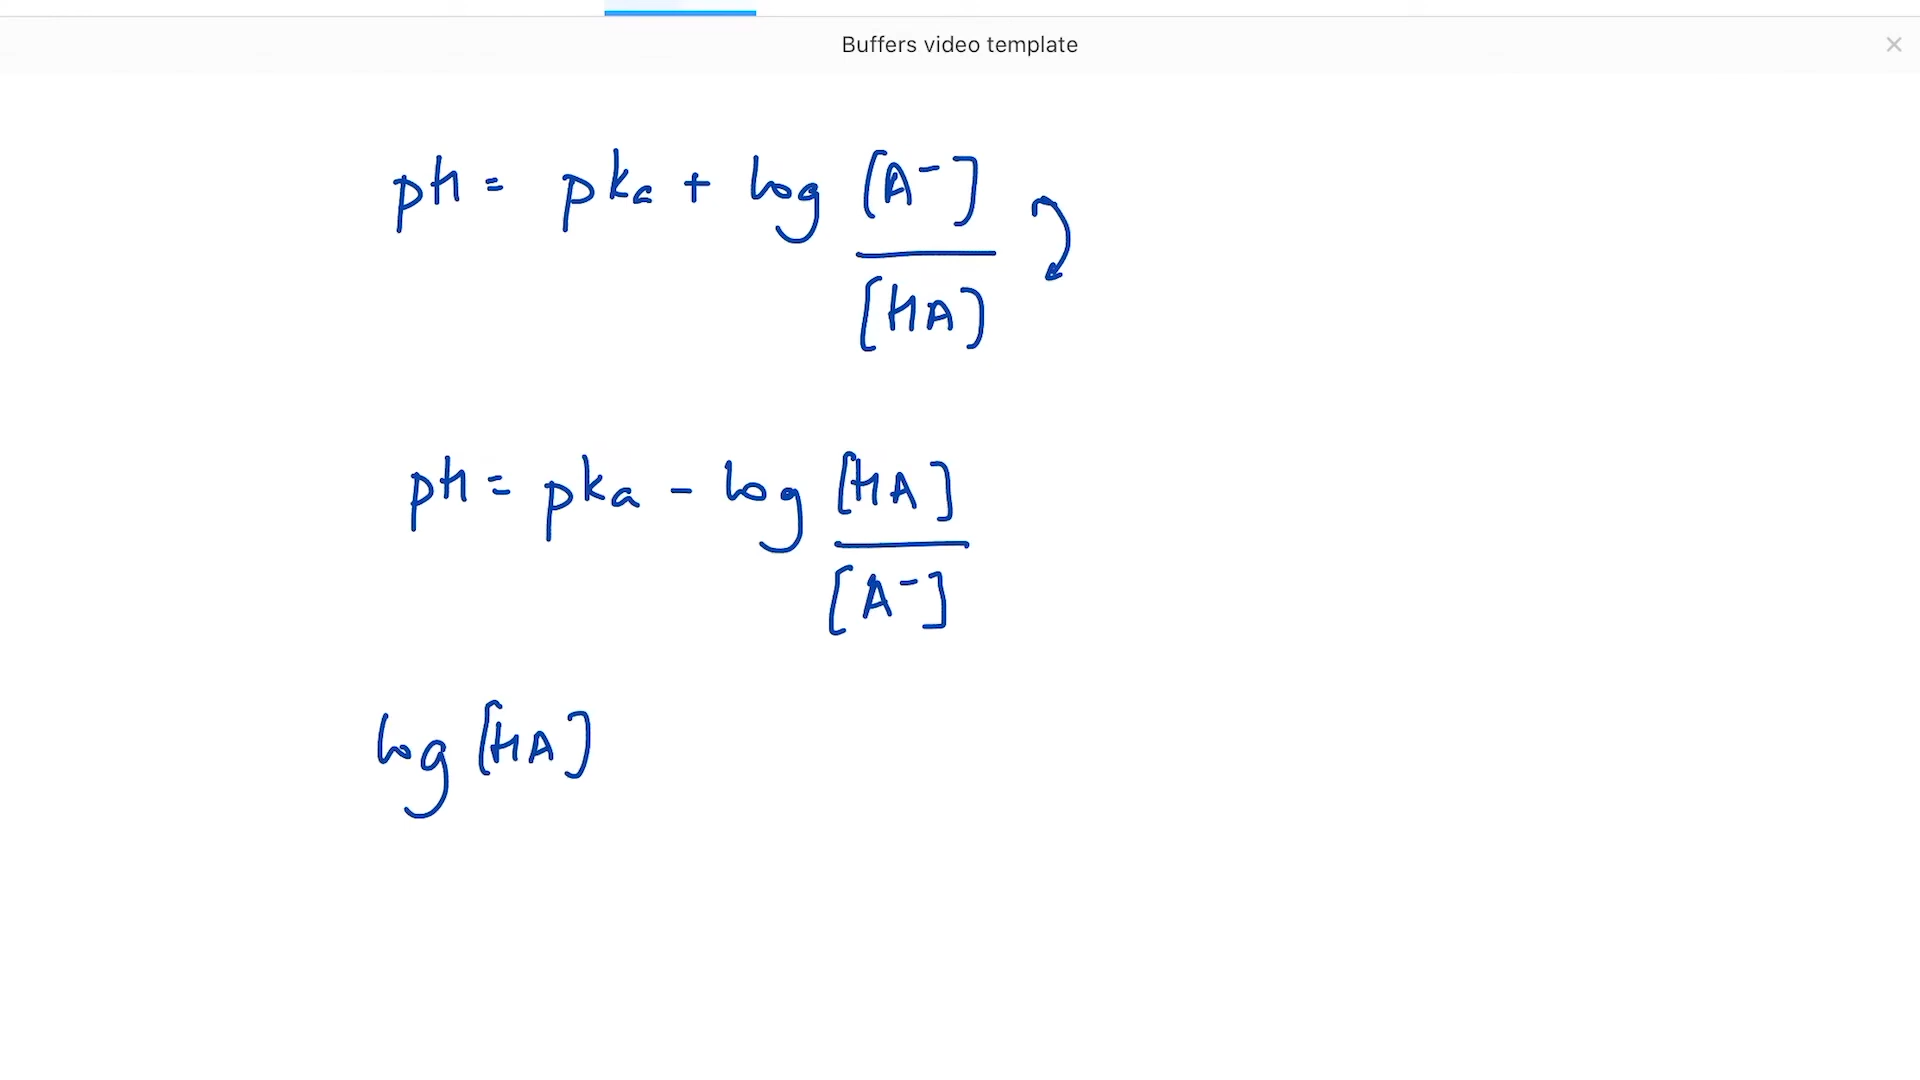 Buffers video template
pH = pKa + log [A⁻]
[HA]
pH = pKa - log [HA]
[A⁻]
log [HA]